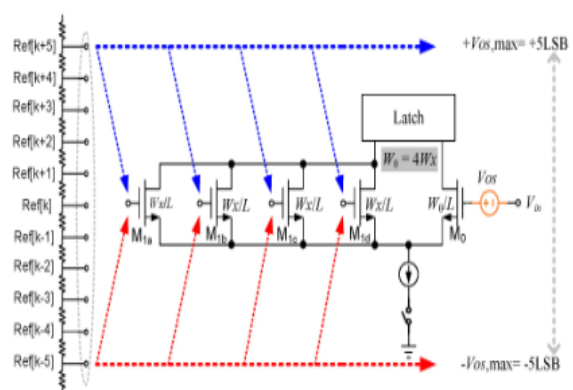 Ref[k+5]
Ref[k+4]
Ref[k+3]
Ref[k+2]
Ref[k+1]
Ref[k]
Ref[k-1]
Ref[k-2]
Ref[k-3]
Ref[k-4]
Ref[k-5]
+Vos,max= +5LSB
Latch
W0 = 4Wx
Vos
Wx/L
Wx/L
Wx/L
Wx/L
W0/L
Vin
M1a
M1b
M1c
M1d
M0
-Vos,max= -5LSB